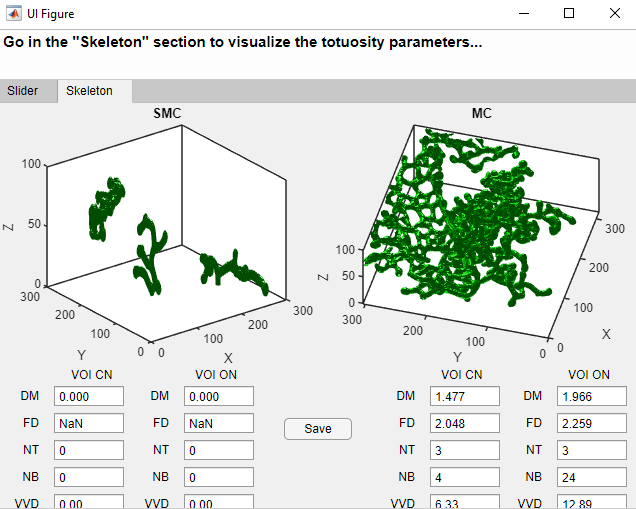 UI Figure
Go in the "Skeleton" section to visualize the totuosity parameters...
Slider Skeleton
SMC
MC
100
50
0
Z
300
200
100
0
Y
0
100
200
300
X
100
50
0
Z
300
200
100
0
Y
0
100
200
300
X
VOI CN VOI ON VOI CN VOI ON
DM 0.000 DM 0.000 DM 1.477 DM 1.966
FD NaN FD NaN FD 2.048 FD 2.259
Save
NT 0 NT 0 NT 3 NT 3
NB 0 NB 0 NB 4 NB 24
VVD 0.00 VVD 0.00 VVD 6.33 VVD 12.89